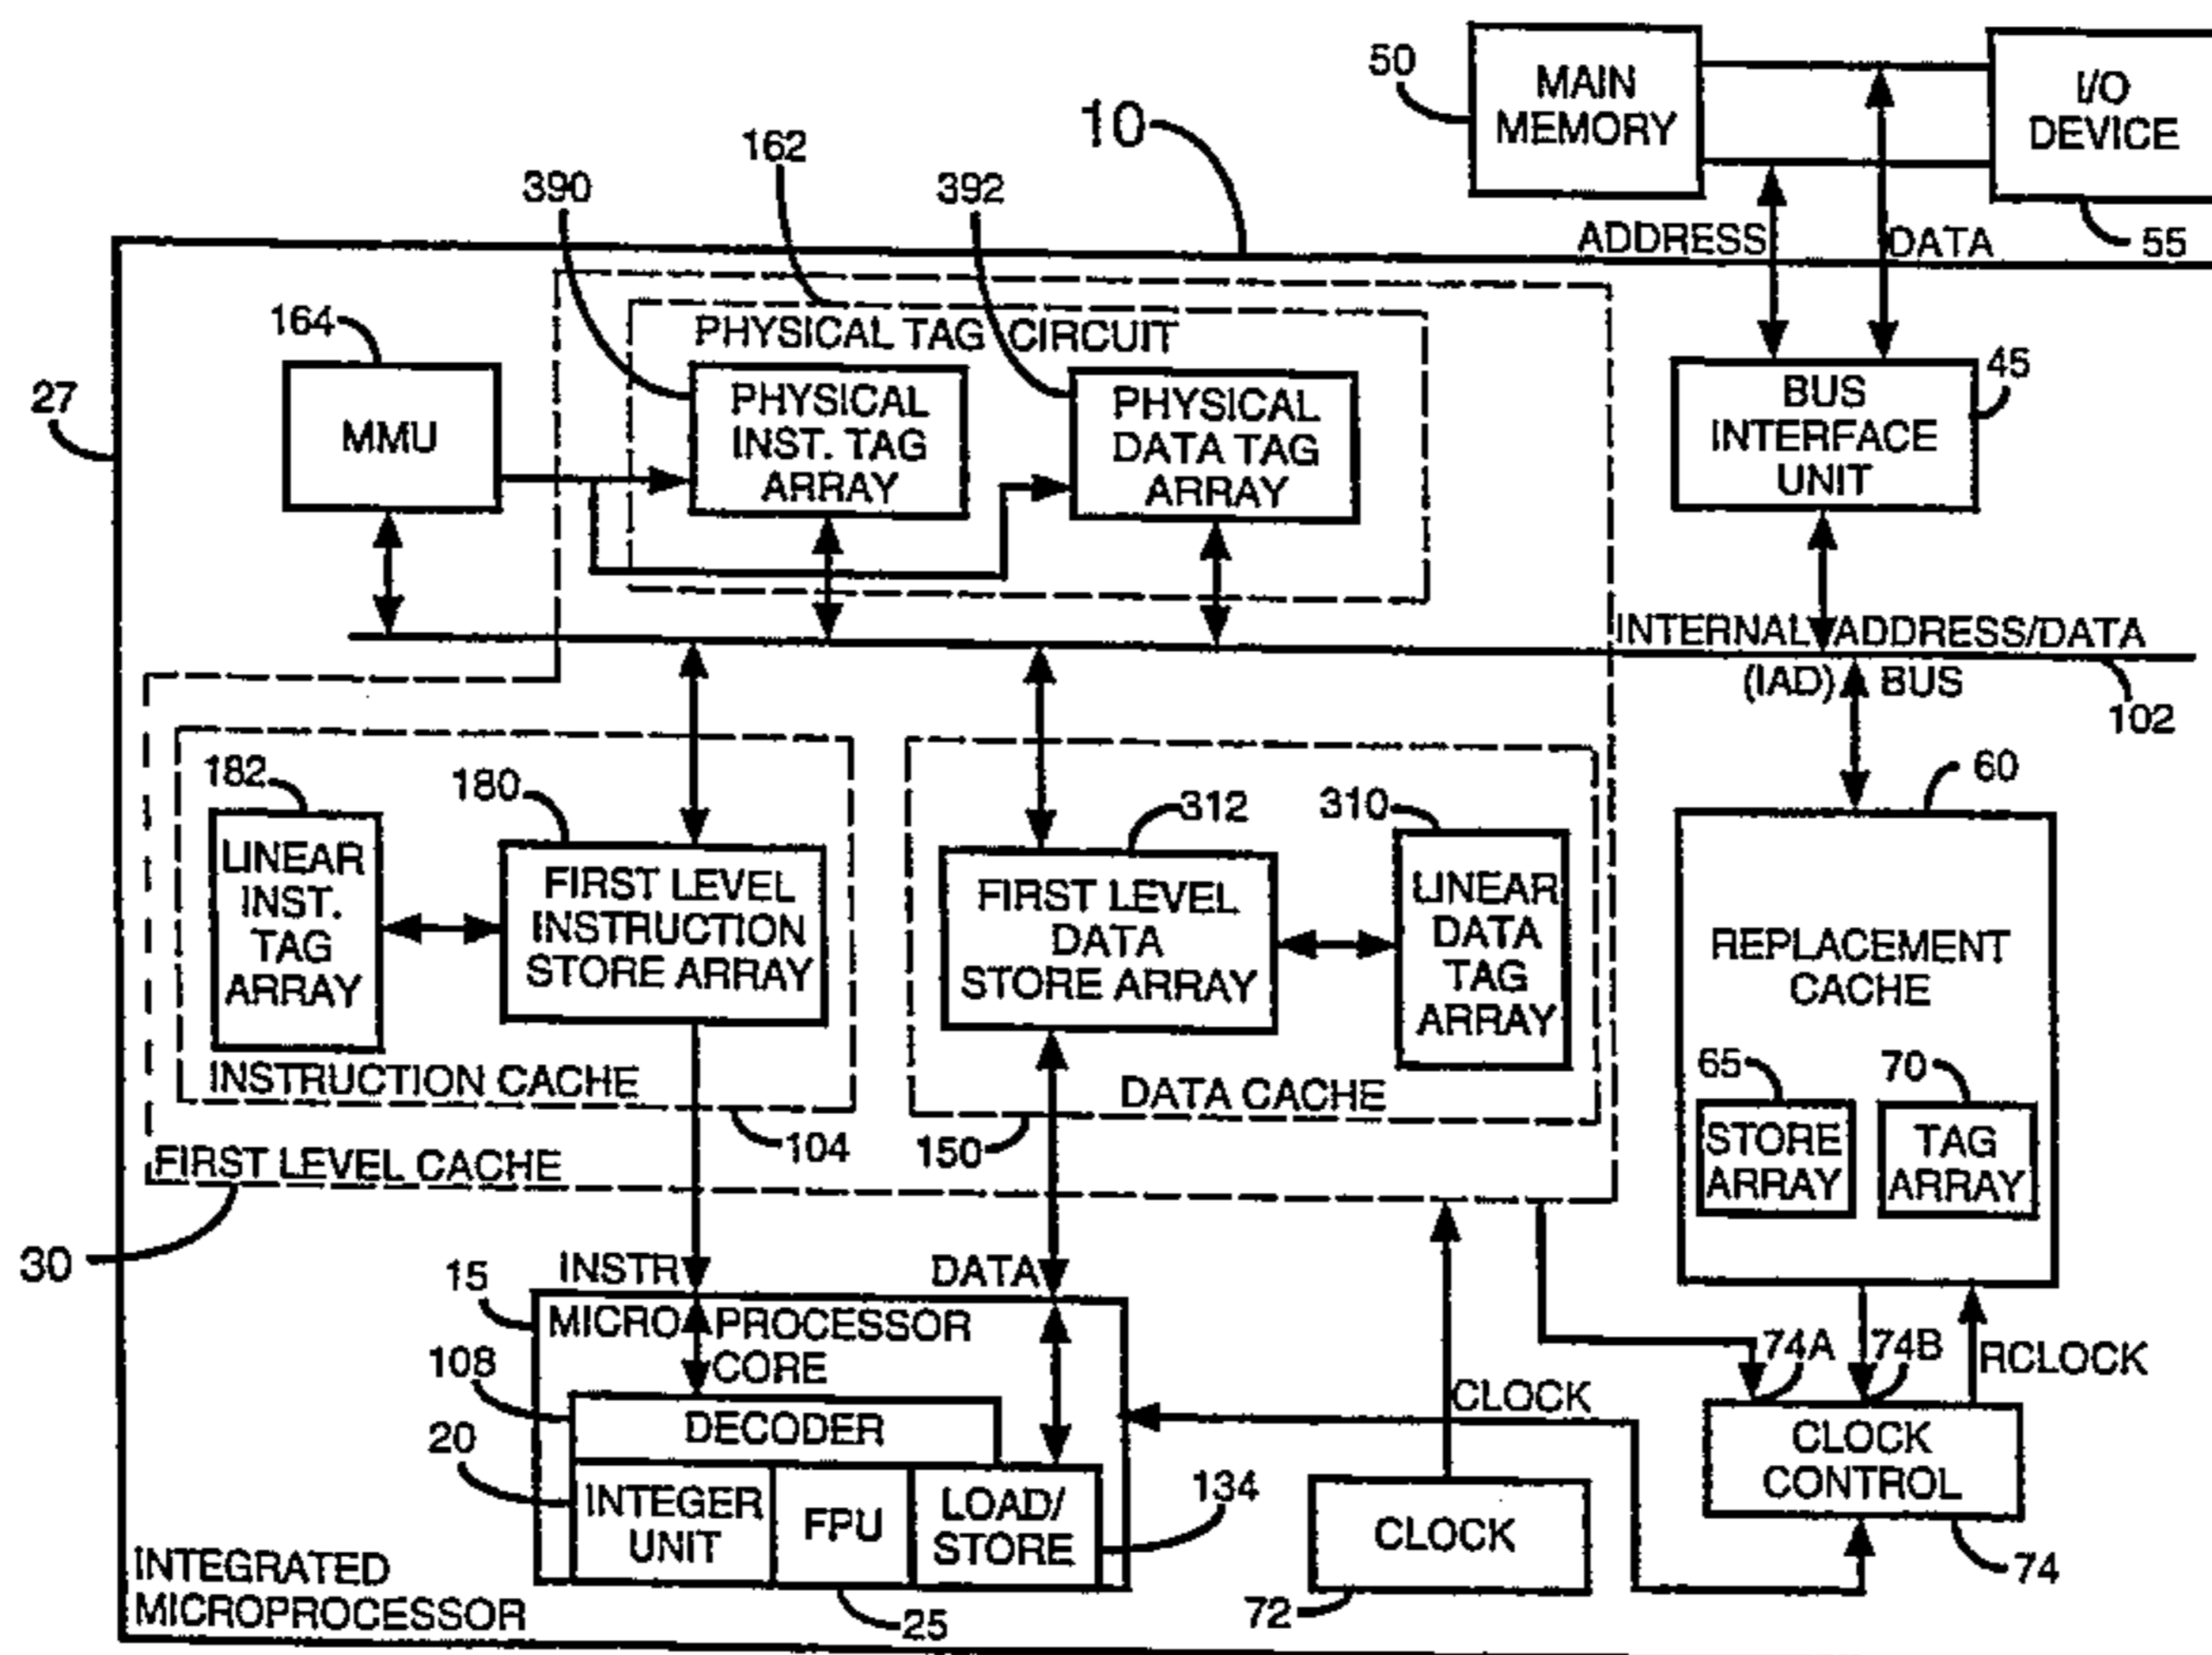 50
MAIN
MEMORY
I/O
DEVICE
55
10
162
390
392
ADDRESS
DATA
164
PHYSICAL TAG CIRCUIT
27
MMU
PHYSICAL
INST. TAG
ARRAY
PHYSICAL
DATA TAG
ARRAY
BUS
INTERFACE
UNIT
45
INTERNAL ADDRESS/DATA
(IAD) BUS
102
182
180
312
310
60
LINEAR
INST.
TAG
ARRAY
FIRST LEVEL
INSTRUCTION
STORE ARRAY
FIRST LEVEL
DATA
STORE ARRAY
LINEAR
DATA
TAG
ARRAY
REPLACEMENT
CACHE
65
70
STORE
ARRAY
TAG
ARRAY
INSTRUCTION CACHE
DATA CACHE
104
150
FIRST LEVEL CACHE
30
INSTR
DATA
15
MICROPROCESSOR
CORE
108
DECODER
20
INTEGER
UNIT
FPU
LOAD/
STORE
134
25
CLOCK
74A
74B
RCLOCK
CLOCK
CONTROL
74
CLOCK
72
INTEGRATED
MICROPROCESSOR